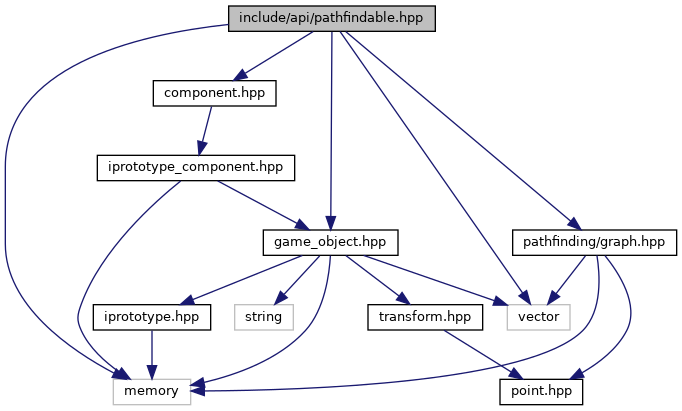 include/api/pathfindable.hpp
component.hpp
iprototype_component.hpp
game_object.hpp
pathfinding/graph.hpp
iprototype.hpp
string
transform.hpp
vector
memory
point.hpp